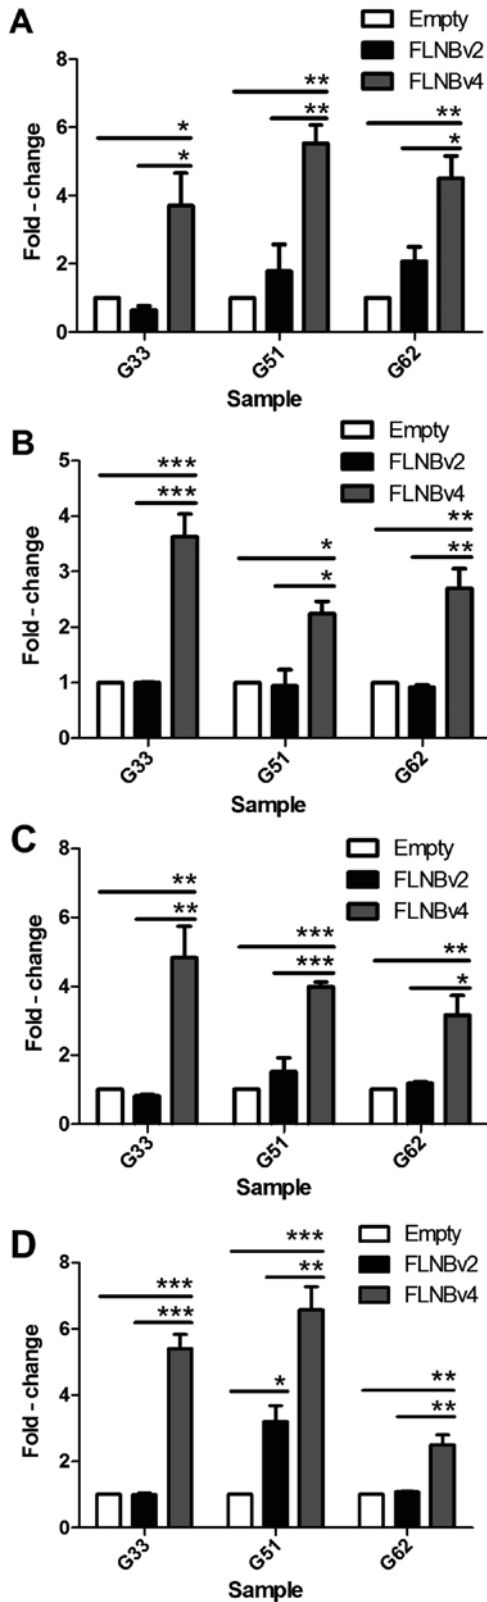 A
Empty
FLNBv2
FLNBv4
Fold - change
8
6
4
2
0
*
*
**
**
**
*
G33
G51
G62
Sample
B
Empty
FLNBv2
FLNBv4
Fold - change
5
4
3
2
1
0
***
***
*
*
**
**
G33
G51
G62
Sample
C
Empty
FLNBv2
FLNBv4
Fold - change
8
6
4
2
0
**
**
***
***
**
*
G33
G51
G62
Sample
D
Empty
FLNBv2
FLNBv4
Fold - change
8
6
4
2
0
***
***
***
**
*
**
**
G33
G51
G62
Sample